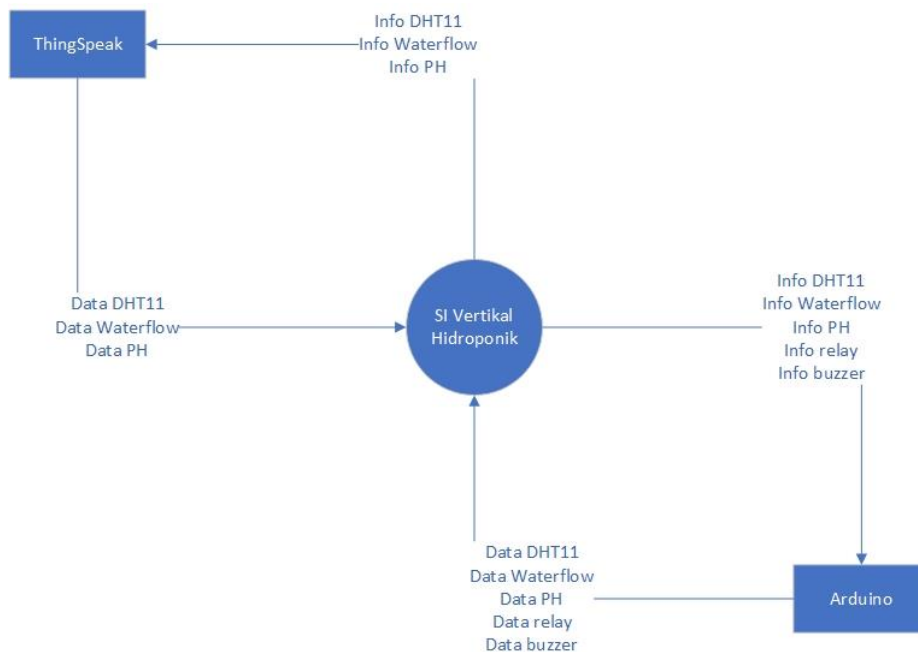 ThingSpeak
Info DHT11
Info Waterflow
Info PH
Data DHT11
Data Waterflow
Data PH
SI Vertikal
Hidroponik
Info DHT11
Info Waterflow
Info PH
Info relay
Info buzzer
Data DHT11
Data Waterflow
Data PH
Data relay
Data buzzer
Arduino